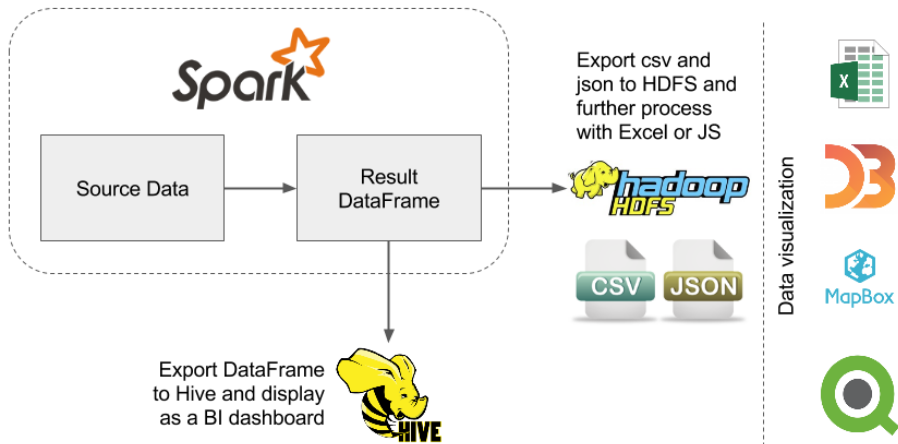 Spark
Source Data
Result
DataFrame
Export csv and
json to HDFS and
further process
with Excel or JS
hadoop
HDFS
CSV
JSON
Export DataFrame
to Hive and display
as a BI dashboard
HIVE
Data visualization
X
D3
MapBox